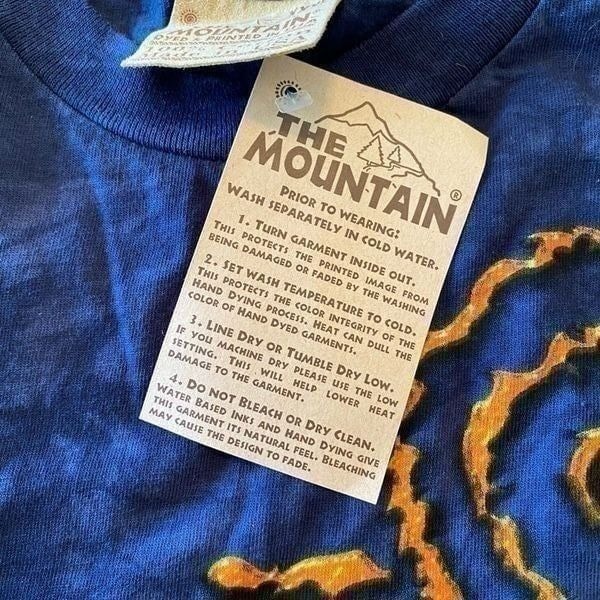 MOUNTAIN
DYED & PRINTED IN
100%
THE
MOUNTAIN®
PRIOR TO WEARING:
WASH SEPARATELY IN COLD WATER.
1. TURN GARMENT INSIDE OUT.
THIS PROTECTS THE PRINTED IMAGE FROM
BEING DAMAGED OR FADED BY THE WASHING
2. SET WASH TEMPERATURE TO COLD.
THIS PROTECTS THE COLOR INTEGRITY OF THE
HAND DYING PROCESS. HEAT CAN DULL THE
COLOR OF HAND DYED GARMENTS.
3. LINE DRY OR TUMBLE DRY LOW.
IF YOU MACHINE DRY PLEASE USE THE LOW
SETTING. THIS WILL HELP LOWER HEAT
DAMAGE TO THE GARMENT.
4. DO NOT BLEACH OR DRY CLEAN.
WATER BASED INKS AND HAND DYING GIVE
THIS GARMENT ITS NATURAL FEEL. BLEACHING
MAY CAUSE THE DESIGN TO FADE.